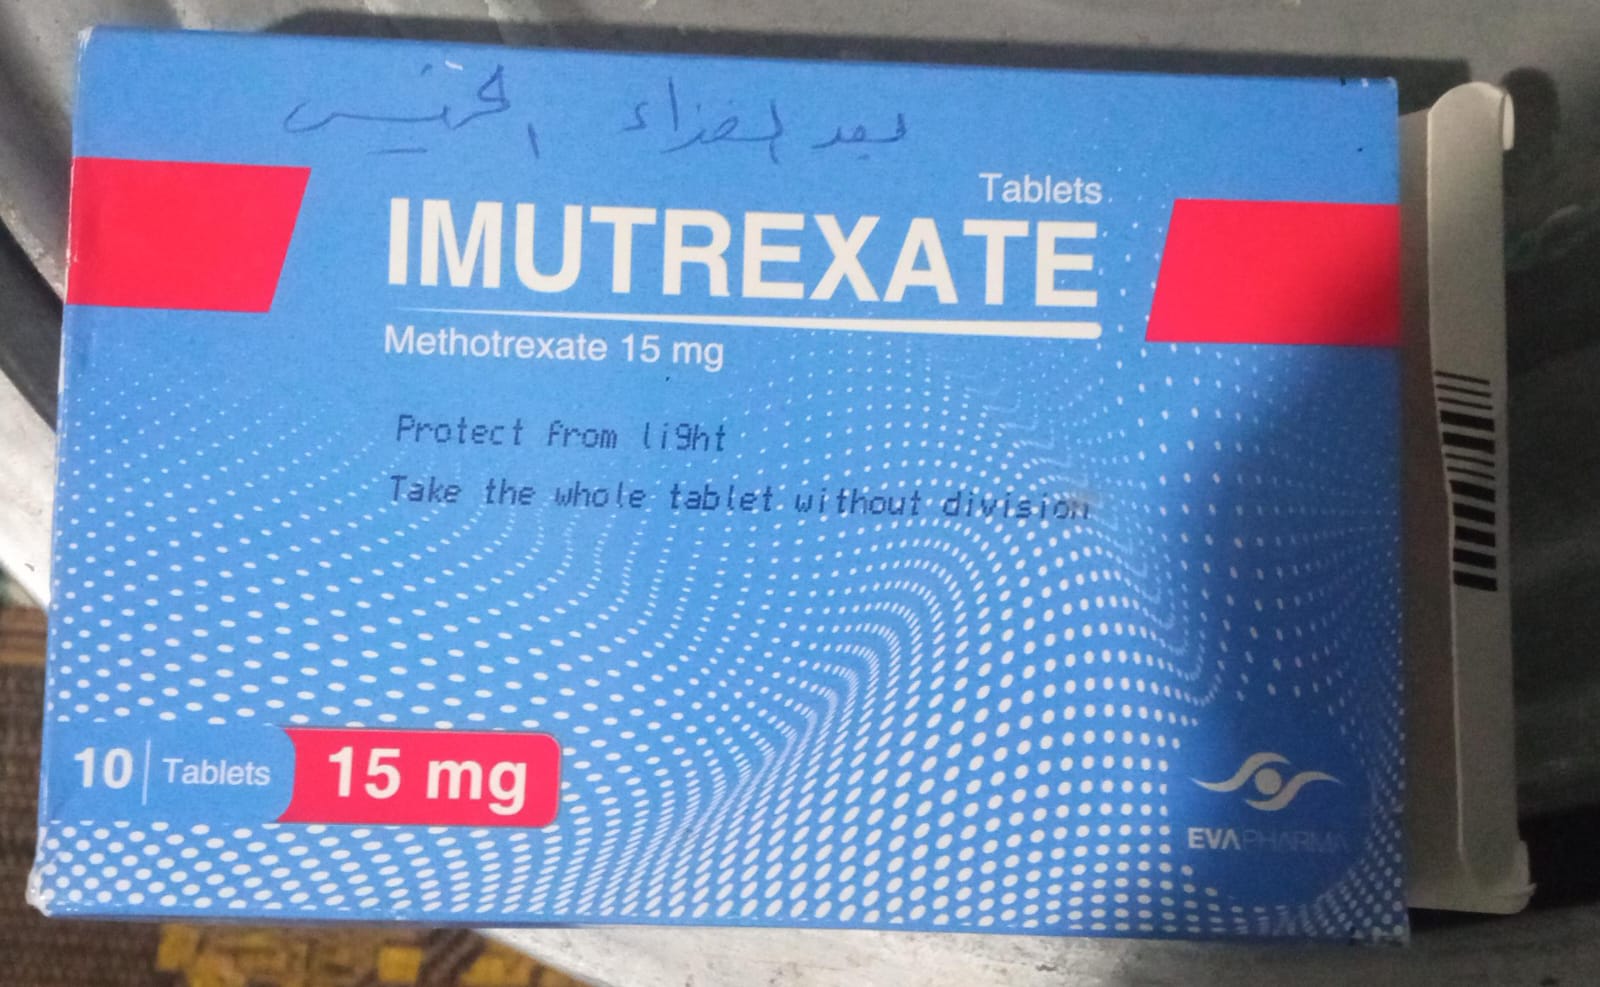 بعد الغداء الخميس
Tablets
IMUTREXATE
Methotrexate 15 mg
Protect from light
Take the whole tablet without division
10 Tablets 15 mg
EVAPHARMA